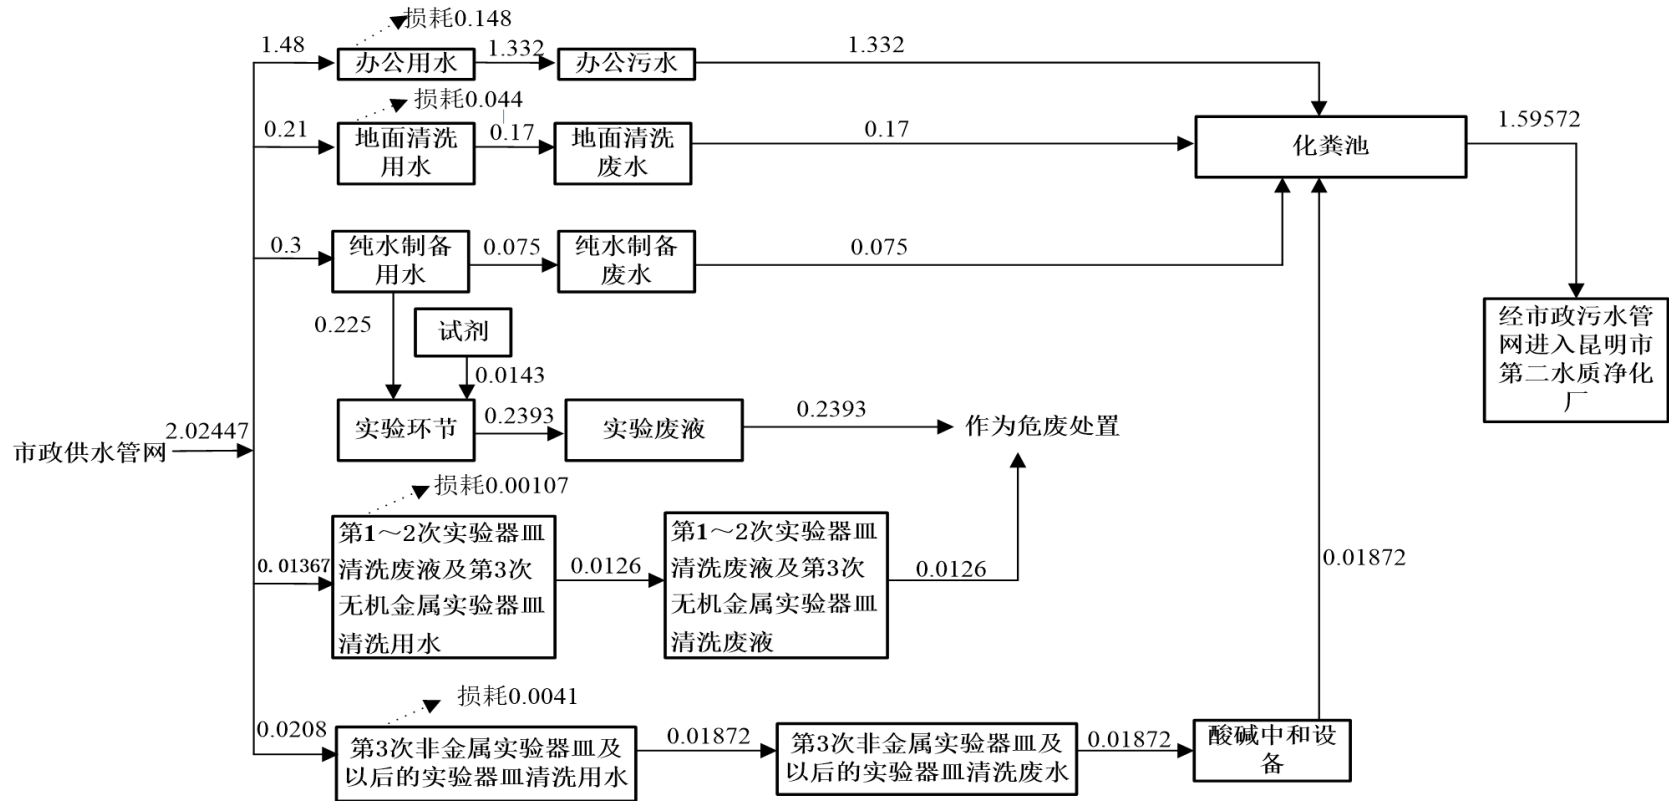 损耗0.148
1.48
办公用水
1.332
办公污水
1.332
损耗0.044
0.21
地面清洗
用水
0.17
地面清洗
废水
0.17
化粪池
1.59572
0.3
纯水制备
用水
0.075
纯水制备
废水
0.075
0.225
试剂
0.0143
经市政污水管
网进入昆明市
第二水质净化
厂
市政供水管网
2.02447
实验环节
0.2393
实验废液
0.2393
作为危废处置
损耗0.00107
0.01367
第1～2次实验器皿
清洗废液及第3次
无机金属实验器皿
清洗用水
0.0126
第1～2次实验器皿
清洗废液及第3次
无机金属实验器皿
清洗废液
0.0126
0.01872
损耗0.0041
0.0208
第3次非金属实验器皿及
以后的实验器皿清洗用水
0.01872
第3次非金属实验器皿及
以后的实验器皿清洗废水
0.01872
酸碱中和设
备